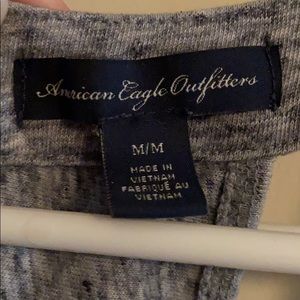 American Eagle Outfitters
M/M
MADE IN
VIETNAM
FABRIQUÉ AU
VIETNAM